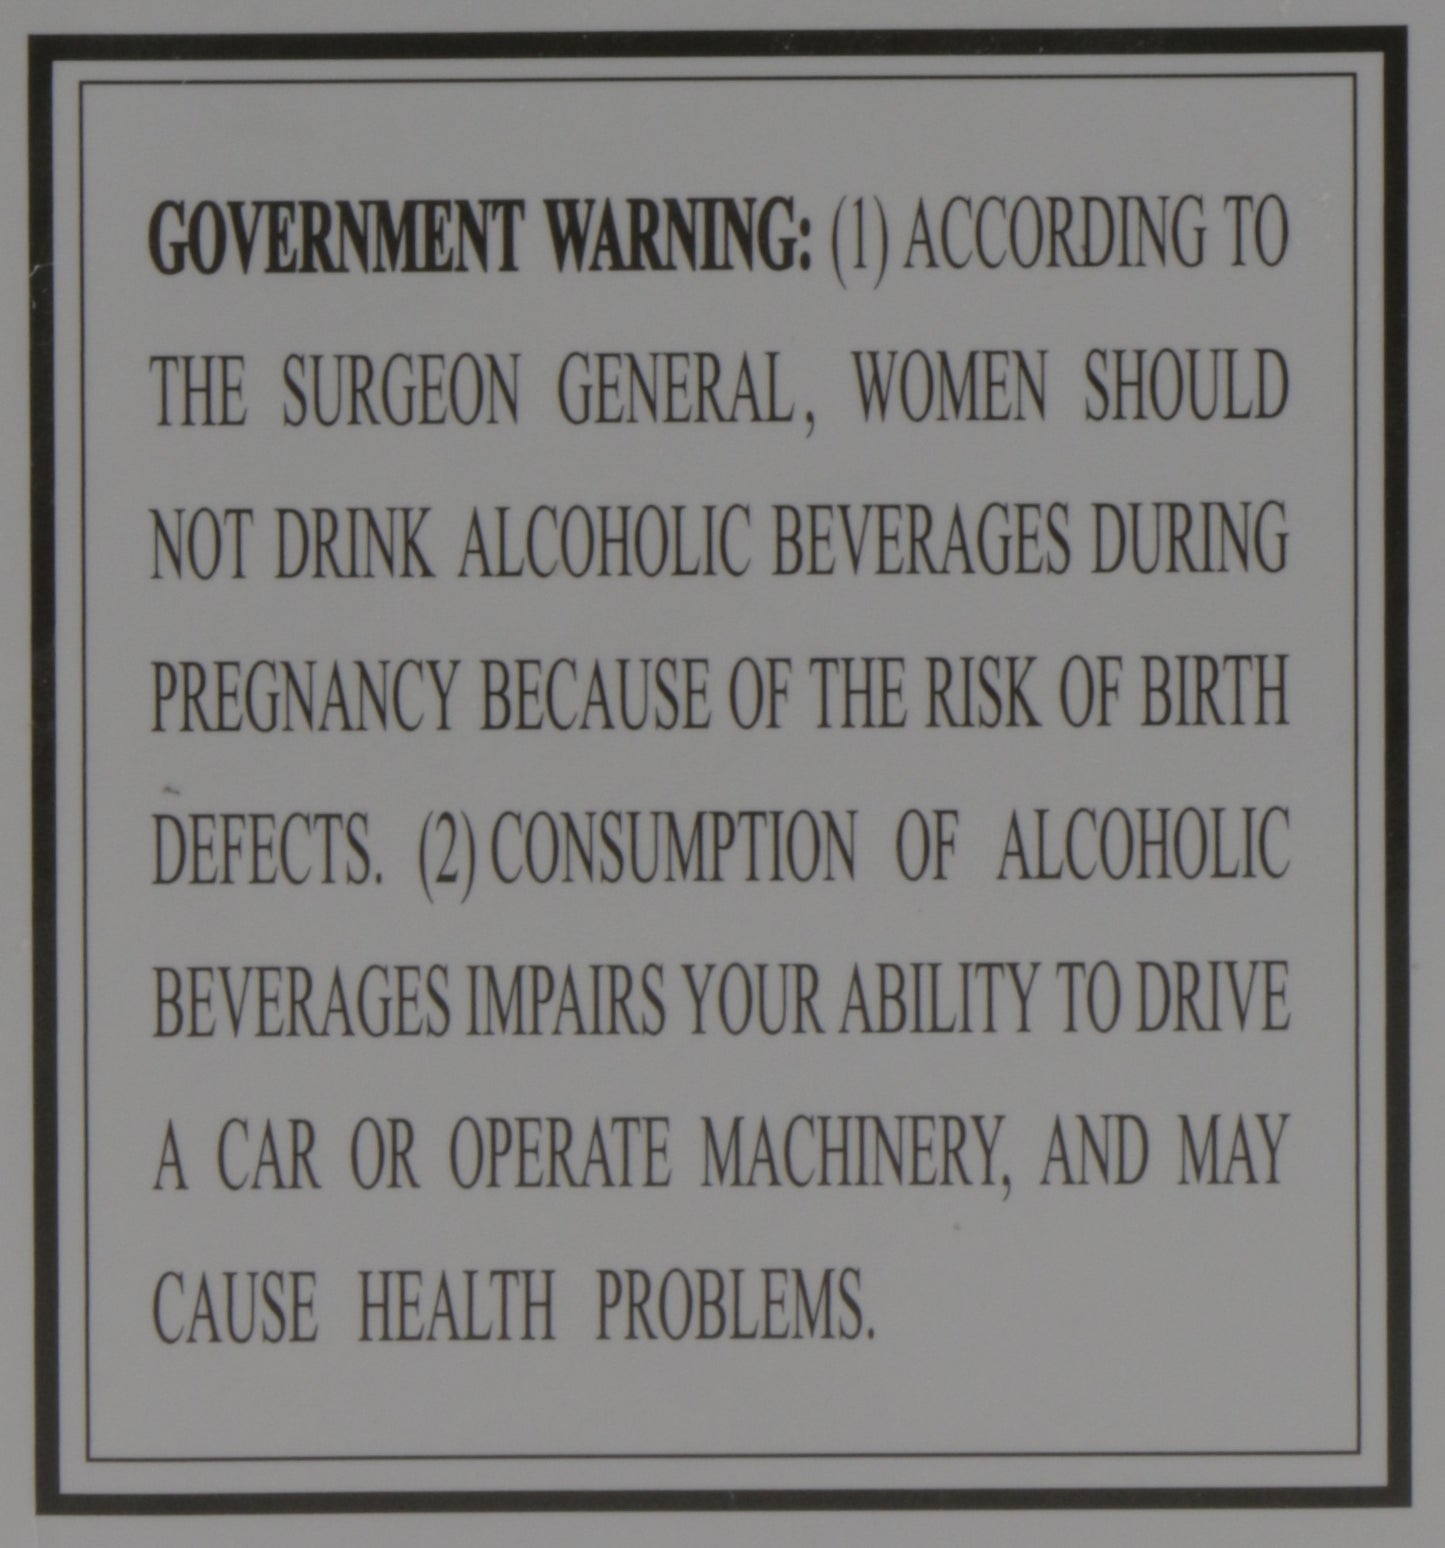 GOVERNMENT WARNING: (1) ACCORDING TO
THE SURGEON GENERAL, WOMEN SHOULD
NOT DRINK ALCOHOLIC BEVERAGES DURING
PREGNANCY BECAUSE OF THE RISK OF BIRTH
DEFECTS. (2) CONSUMPTION OF ALCOHOLIC
BEVERAGES IMPAIRS YOUR ABILITY TO DRIVE
A CAR OR OPERATE MACHINERY, AND MAY
CAUSE HEALTH PROBLEMS.